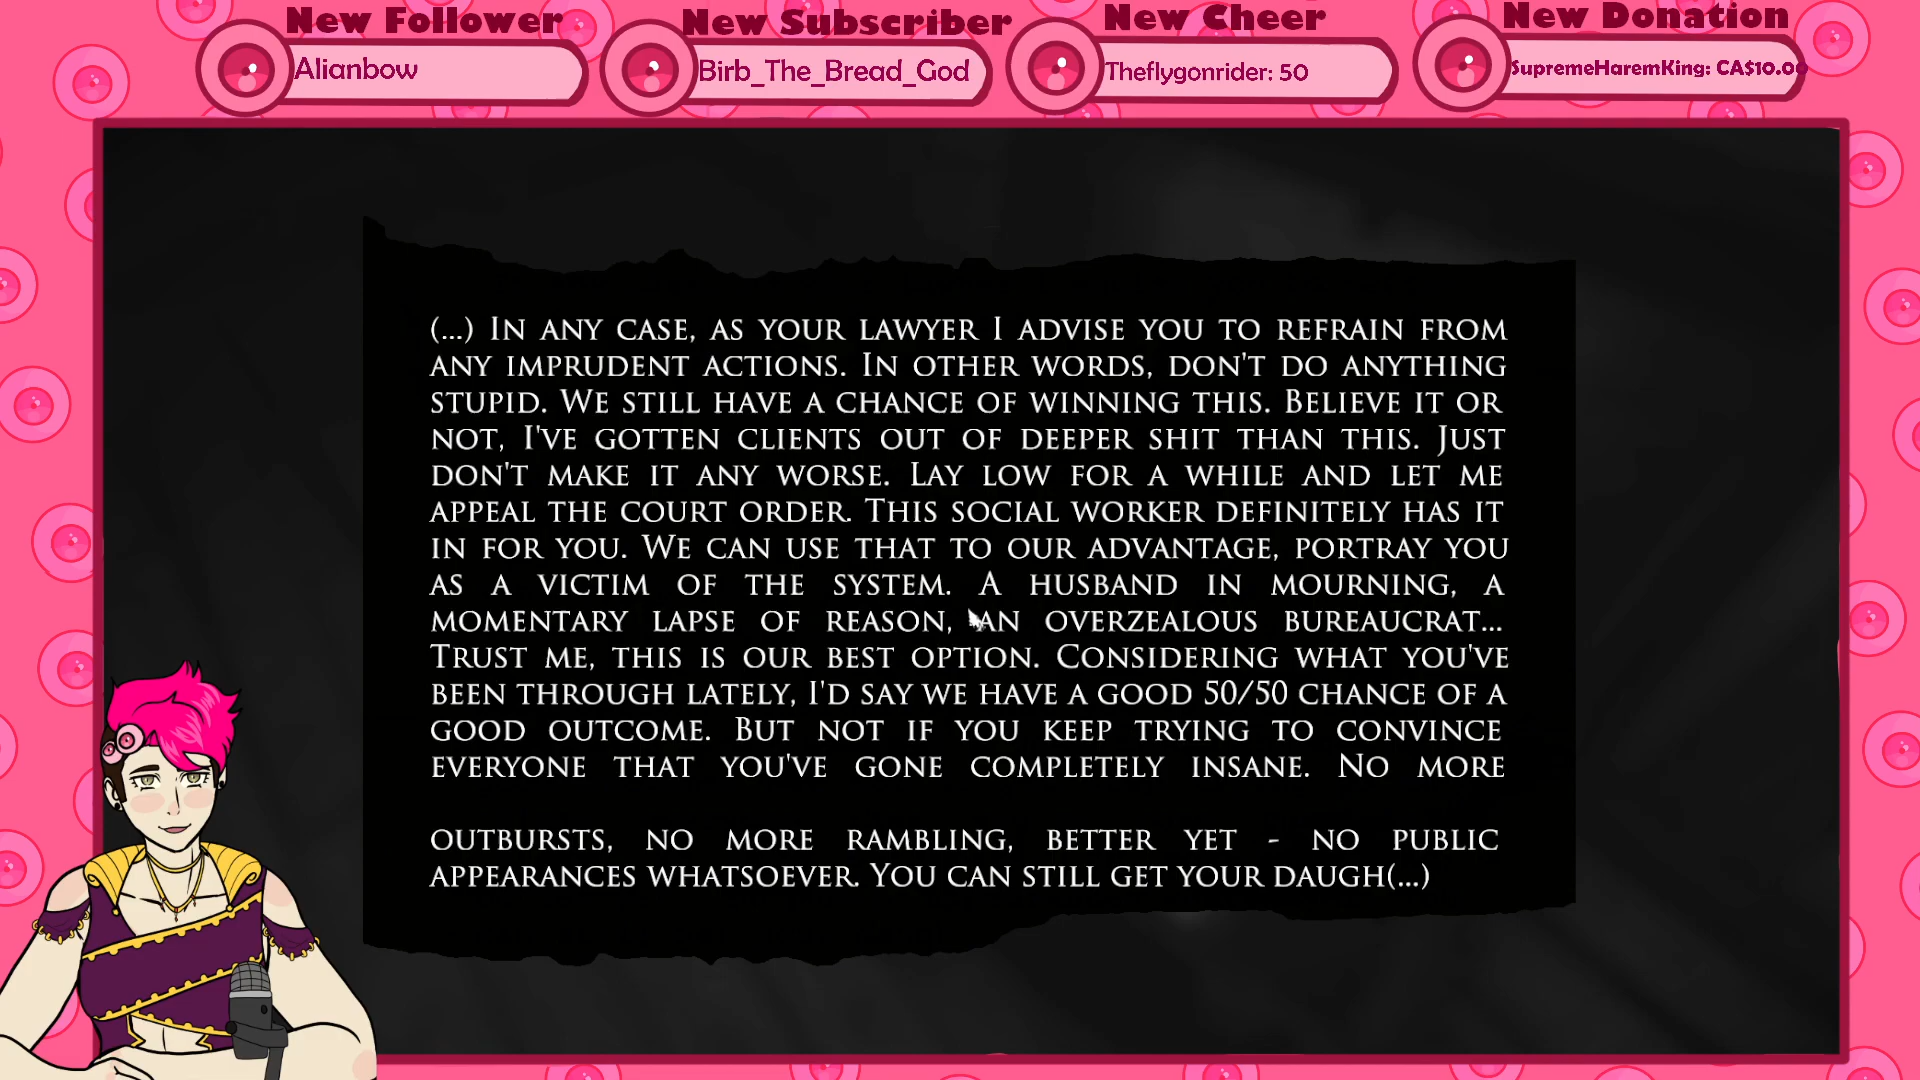 New Follower
Alianbow
New Subscriber
Birb_The_Bread_God
New Cheer
Theflygonrider: 50
New Donation
SupremeHaremKing: CA$10.00
(...) In any case, as your lawyer I advise you to refrain from
any imprudent actions. In other words, don't do anything
stupid. We still have a chance of winning this. Believe it or
not, I've gotten clients out of deeper shit than this. Just
don't make it any worse. Lay low for a while and let me
appeal the court order. This social worker definitely has it
in for you. We can use that to our advantage, portray you
as a victim of the system. A husband in mourning, a
momentary lapse of reason, an overzealous bureaucrat...
Trust me, this is our best option. Considering what you've
been through lately, I'd say we have a good 50/50 chance of a
good outcome. But not if you keep trying to convince
everyone that you've gone completely insane. No more
outbursts, no more rambling, better yet - no public
appearances whatsoever. You can still get your daugh(...)